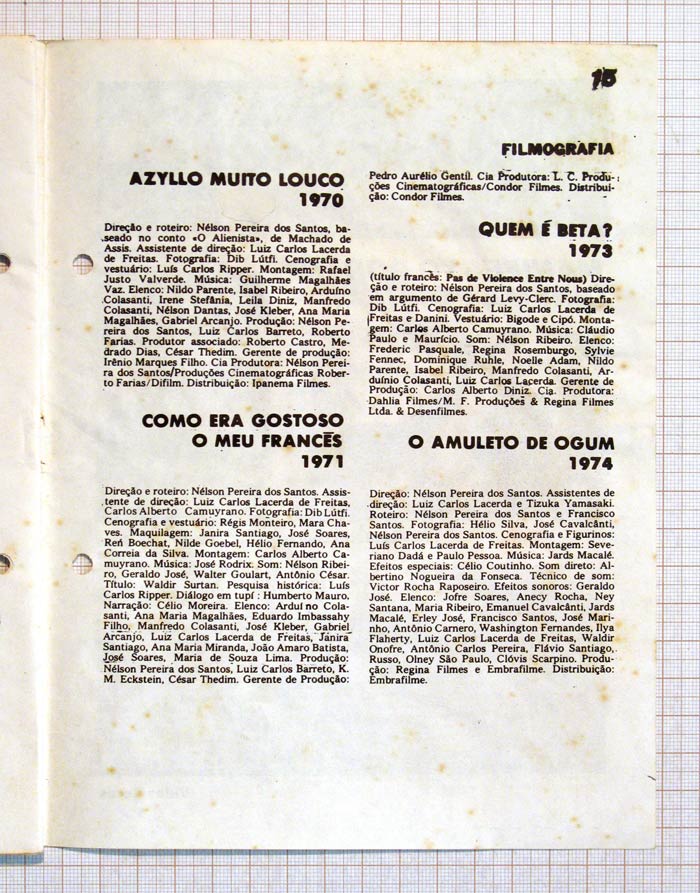 15
FILMOGRAFIA
AZYLLO MUITO LOUCO
1970
Direção e roteiro: Nélson Pereira dos Santos, ba-
seado no conto «O Alienista», de Machado de
Assis. Assistente de direção: Luiz Carlos Lacerda
de Freitas. Fotografia: Dib Lútfi. Cenografia e
vestuário: Luís Carlos Ripper. Montagem: Rafael
Justo Valverde. Música: Guilherme Magalhães
Vaz. Elenco: Nildo Parente, Isabel Ribeiro, Arduíno
Colasanti, Irene Stefânia, Leila Diniz, Manfredo
Colasanti, Nélson Dantas, José Kleber, Ana Maria
Magalhães, Gabriel Arcanjo. Produção: Nélson Pe-
reira dos Santos, Luiz Carlos Barreto, Roberto
Farias. Produtor associado: Roberto Castro, Me-
drado Dias, César Thedim. Gerente de produção:
Irênio Marques Filho. Cia Produtora: Nélson Perei-
ra dos Santos/Produções Cinematográficas Rober-
to Farias/Difilm. Distribuição: Ipanema Filmes.
COMO ERA GOSTOSO
O MEU FRANCÊS
1971
Direção e roteiro: Nélson Pereira dos Santos. Assis-
tente de direção: Luiz Carlos Lacerda de Freitas,
Carlos Alberto Camuyrano. Fotografia: Dib Lútfi.
Cenografia e vestuário: Régis Monteiro, Mara Cha-
ves. Maquilagem: Janira Santiago, José Soares,
Ren Boechat, Nilde Goebel, Hélio Fernando, Ana
Correia da Silva. Montagem: Carlos Alberto Ca-
muyrano. Música: José Rodrix. Som: Nélson Ribei-
ro, Geraldo José, Walter Goulart, Antônio César.
Título: Waldir Surtan. Pesquisa histórica: Luís
Carlos Ripper. Diálogo em tupi : Humberto Mauro.
Narração: Célio Moreira. Elenco: Arduíno Cola-
santi, Ana Maria Magalhães, Eduardo Imbassahy
Filho, Manfredo Colasanti, José Kleber, Gabriel
Arcanjo, Luiz Carlos Lacerda de Freitas, Janira
Santiago, Ana Maria Miranda, João Amaro Batista,
José Soares, Maria de Souza Lima. Produção:
Nélson Pereira dos Santos, Luiz Carlos Barreto, K.
M. Eckstein, César Thedim. Gerente de Produção:
Pedro Aurélio Gentil. Cia Produtora: L. C. Produ-
ções Cinematográficas/Condor Filmes. Distribui-
ção: Condor Filmes.
QUEM É BETA?
1973
(título francês: Pas de Violence Entre Nous) Dire-
ção e roteiro: Nélson Pereira dos Santos, baseado
em argumento de Gérard Levy-Clerc. Fotografia:
Dib Lútfi. Cenografia: Luiz Carlos Lacerda de
Freitas e Danini. Vestuário: Bigode e Cipó. Monta-
gem: Carlos Alberto Camuyrano. Música: Cláudio
Paulo e Maurício. Som: Nélson Ribeiro. Elenco:
Frederic Pasquale, Regina Rosemburgo, Sylvie
Fennec, Dominique Ruhle, Noelle Adam, Nildo
Parente, Isabel Ribeiro, Manfredo Colasanti, Ar-
duínio Colasanti, Luiz Carlos Lacerda. Gerente de
Produção: Carlos Alberto Diniz. Cia. Produtora:
Dahlia Filmes/M. F. Produções & Regina Filmes
Ltda. & Desenfilmes.
O AMULETO DE OGUM
1974
Direção: Nélson Pereira dos Santos. Assistentes de
direção: Luiz Carlos Lacerda e Tizuka Yamasaki.
Roteiro: Nélson Pereira dos Santos e Francisco
Santos. Fotografia: Hélio Silva, José Cavalcânti,
Nélson Pereira dos Santos. Cenografia e Figurinos:
Luís Carlos Lacerda de Freitas. Montagem: Seve-
riano Dadá e Paulo Pessoa. Música: Jards Macalé.
Efeitos especiais: Célio Coutinho. Som direto: Al-
bertino Nogueira da Fonseca. Técnico de som:
Victor Rocha Raposeiro. Efeitos sonoros: Geraldo
José. Elenco: Jofre Soares, Anecy Rocha, Ney
Santana, Maria Ribeiro, Emanuel Cavalcânti, Jards
Macalé, Erley José, Francisco Santos, José Mari-
nho, Antônio Carnero, Washington Fernandes, Ilya
Flaherty, Luiz Carlos Lacerda de Freitas, Waldir
Onofre, Antônio Carlos Pereira, Flávio Santiago,
Russo, Olney São Paulo, Clóvis Scarpino. Produ-
ção: Regina Filmes e Embrafilme. Distribuição:
Embrafilme.